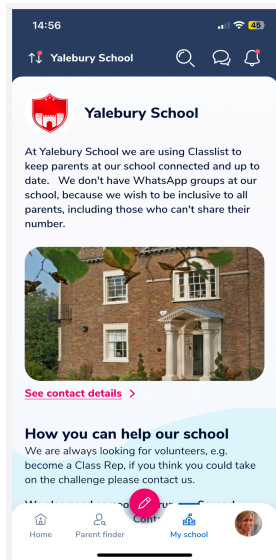 14:56
45
Yalebury School
Yalebury School
At Yalebury School we are using Classlist to
keep parents at our school connected and up to
date. We don't have WhatsApp groups at our
school, because we wish to be inclusive to all
parents, including those who can't share their
number.
See contact details
How you can help our school
We are always looking for volunteers, e.g.
become a Class Rep, if you think you could take
on the challenge please contact us.
Home
Parent finder
My school